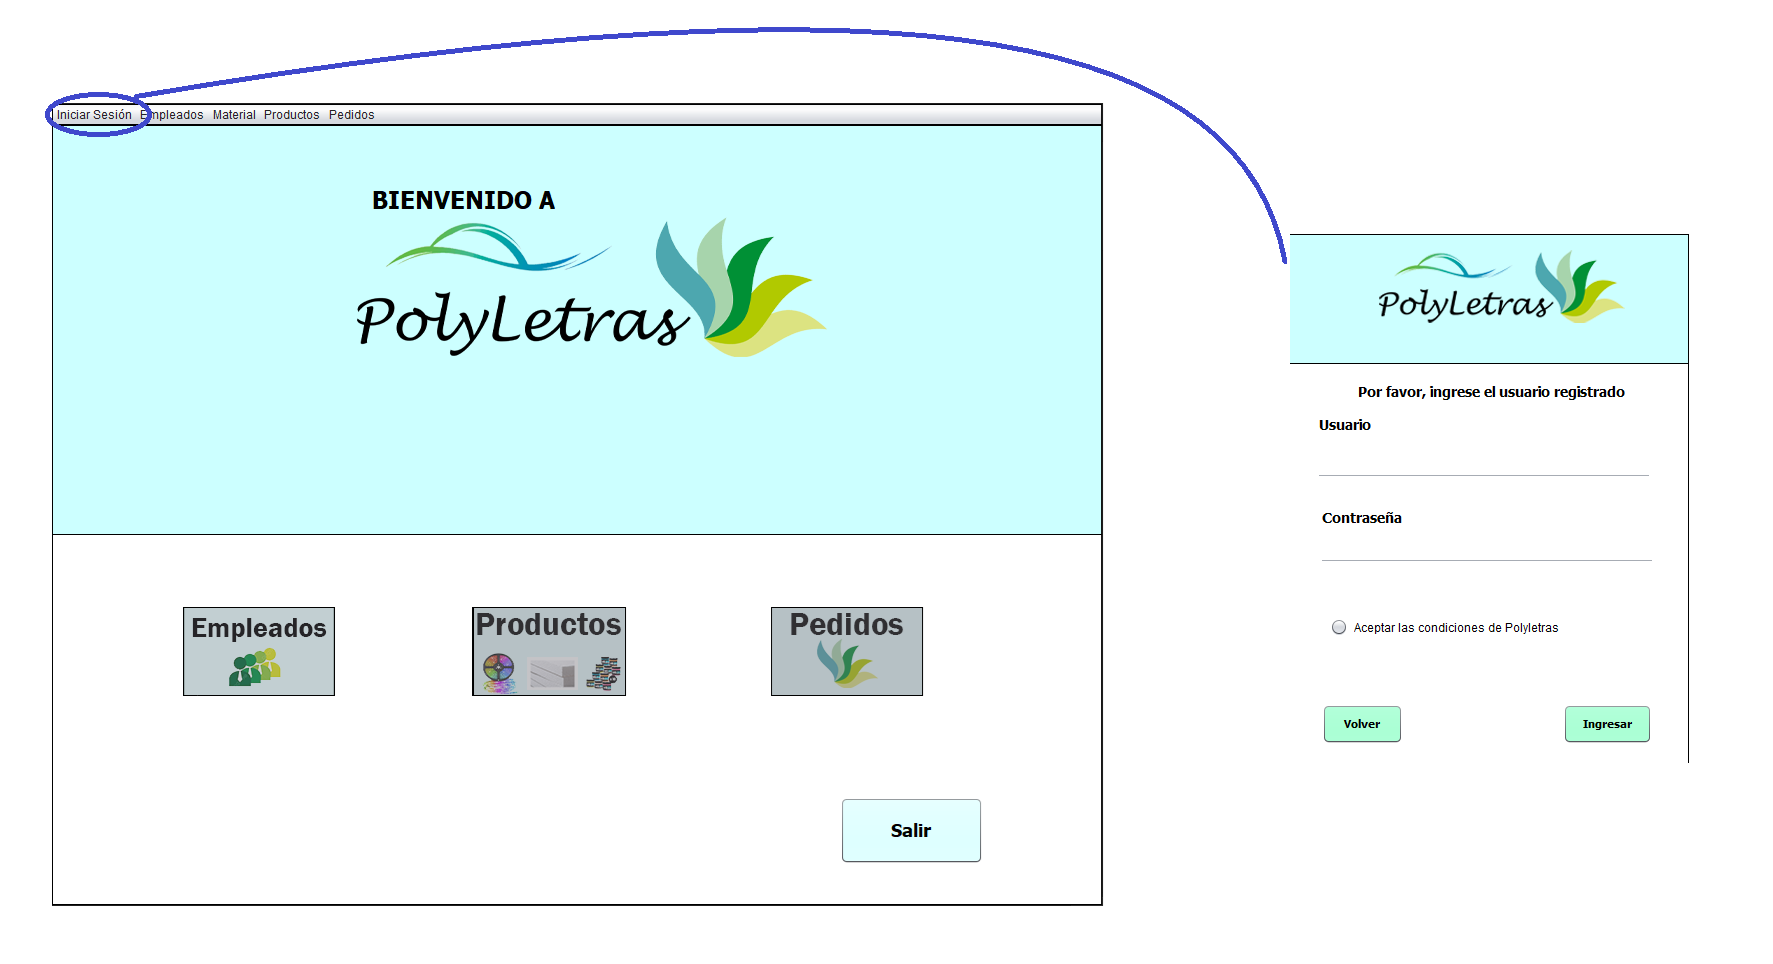 Iniciar Sesión Empleados Material Productos Pedidos
BIENVENIDO A
PolyLetras
Empleados
Productos
Pedidos
Salir
PolyLetras
Por favor, ingrese el usuario registrado
Usuario
Contraseña
Aceptar las condiciones de Polyletras
Volver
Ingresar